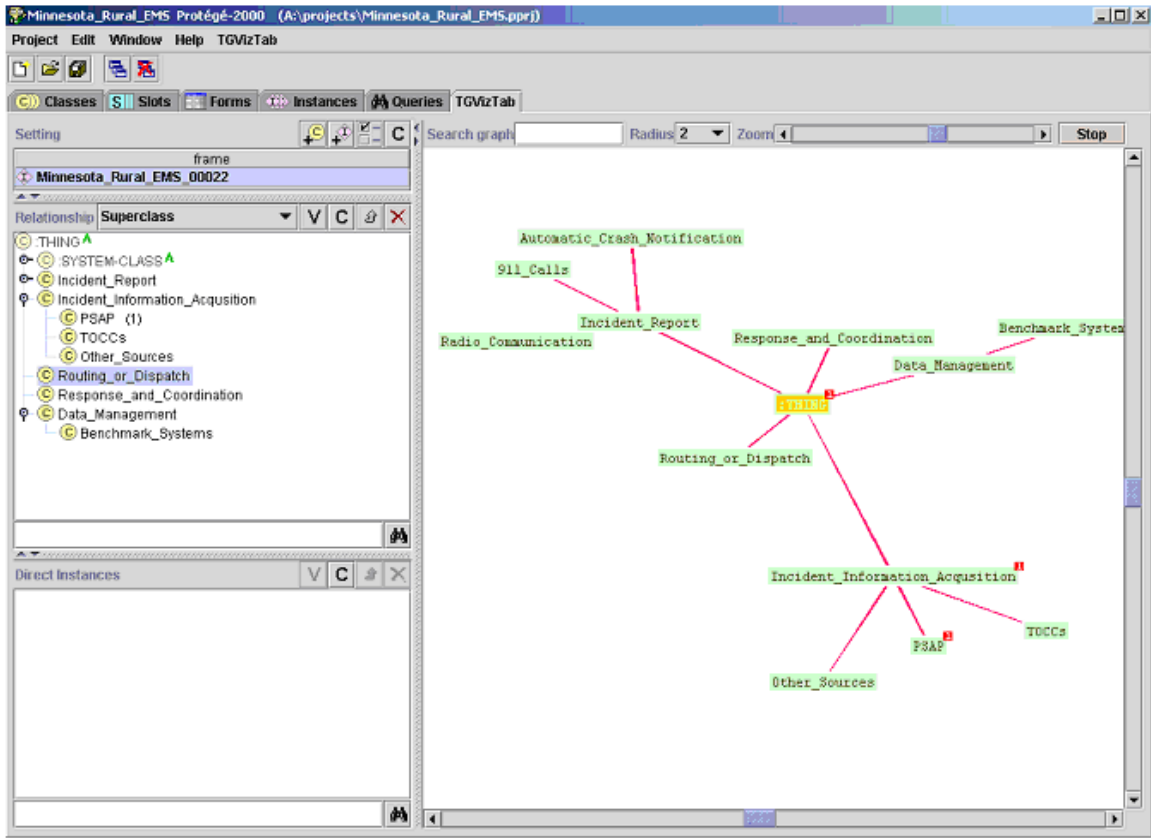 Minnesota_Rural_EMS Protégé-2000 (A:\projects\Minnesota_Rural_EMS.pprj)
Project Edit Window Help TGVizTab
C Classes S Slots Forms Instances Queries TGVizTab
Setting C
frame
Minnesota_Rural_EMS_00022
Relationship Superclass V C
C :THING A
C :SYSTEM-CLASS A
C Incident_Report
C Incident_Information_Acqusition
C PSAP (1)
C TOCCs
C Other_Sources
C Routing_or_Dispatch
C Response_and_Coordination
C Data_Management
C Benchmark_Systems
Direct Instances V C
Search graph Radius 2 Zoom Stop
Automatic_Crash_Notification
911_Calls
Incident_Report
Radio_Communication
Response_and_Coordination
Benchmark_System
Data_Management
:THING
Routing_or_Dispatch
Incident_Information_Acqusition
TOCCs
PSAP
Other_Sources